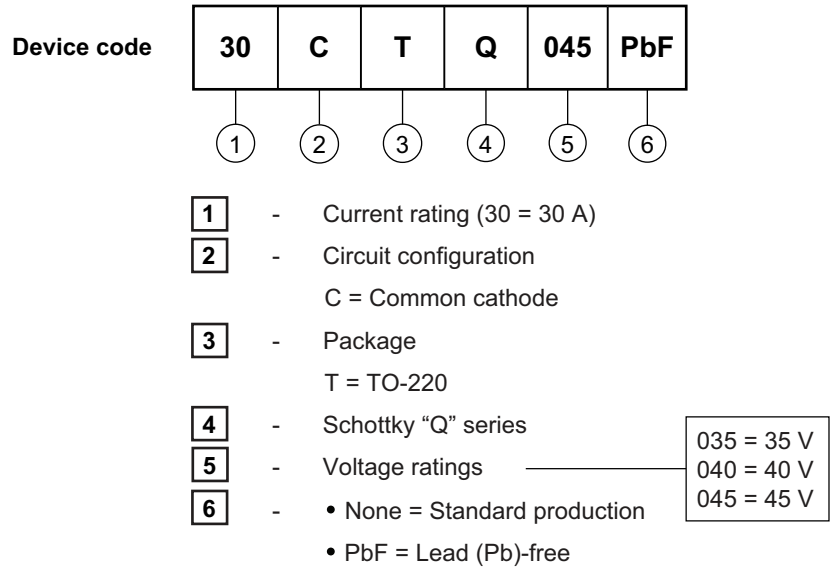 Device code 30 C T Q 045 PbF
1 2 3 4 5 6
1 - Current rating (30 = 30 A)
2 - Circuit configuration
C = Common cathode
3 - Package
T = TO-220
4 - Schottky “Q” series
5 - Voltage ratings
035 = 35 V
040 = 40 V
045 = 45 V
6 - • None = Standard production
• PbF = Lead (Pb)-free